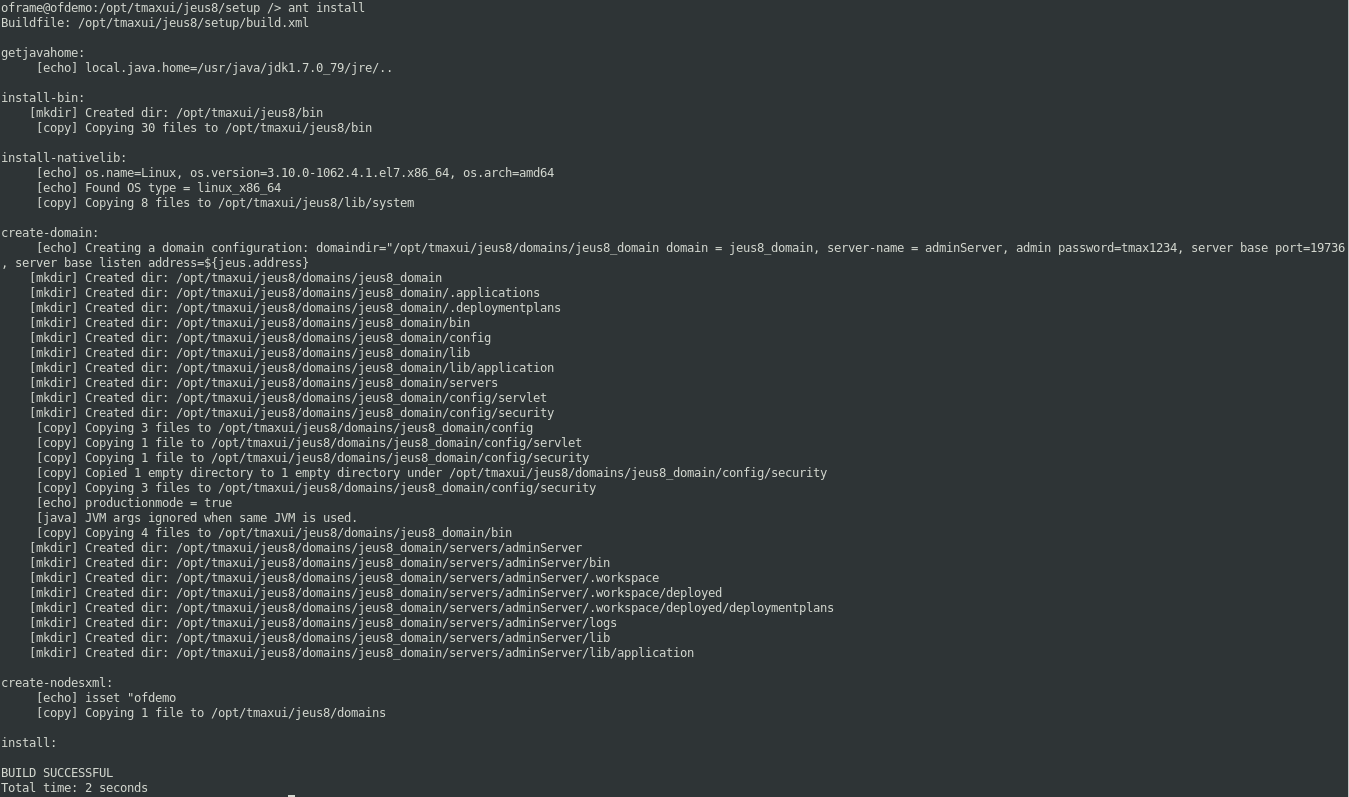 oframe@ofdemo:/opt/tmaxui/jeus8/setup /> ant install
Buildfile: /opt/tmaxui/jeus8/setup/build.xml
getjavahome:
[echo] local.java.home=/usr/java/jdk1.7.0_79/jre/..
install-bin:
[mkdir] Created dir: /opt/tmaxui/jeus8/bin
[copy] Copying 30 files to /opt/tmaxui/jeus8/bin
install-nativelib:
[echo] os.name=Linux, os.version=3.10.0-1062.4.1.el7.x86_64, os.arch=amd64
[echo] Found OS type = linux_x86_64
[copy] Copying 8 files to /opt/tmaxui/jeus8/lib/system
create-domain:
[echo] Creating a domain configuration: domaindir="/opt/tmaxui/jeus8/domains/jeus8_domain domain = jeus8_domain, server-name = adminServer, admin password=tmax1234, server base port=19736
, server base listen address=${jeus.address}
[mkdir] Created dir: /opt/tmaxui/jeus8/domains/jeus8_domain
[mkdir] Created dir: /opt/tmaxui/jeus8/domains/jeus8_domain/.applications
[mkdir] Created dir: /opt/tmaxui/jeus8/domains/jeus8_domain/.deploymentplans
[mkdir] Created dir: /opt/tmaxui/jeus8/domains/jeus8_domain/bin
[mkdir] Created dir: /opt/tmaxui/jeus8/domains/jeus8_domain/config
[mkdir] Created dir: /opt/tmaxui/jeus8/domains/jeus8_domain/lib
[mkdir] Created dir: /opt/tmaxui/jeus8/domains/jeus8_domain/lib/application
[mkdir] Created dir: /opt/tmaxui/jeus8/domains/jeus8_domain/servers
[mkdir] Created dir: /opt/tmaxui/jeus8/domains/jeus8_domain/config/servlet
[mkdir] Created dir: /opt/tmaxui/jeus8/domains/jeus8_domain/config/security
[copy] Copying 3 files to /opt/tmaxui/jeus8/domains/jeus8_domain/config
[copy] Copying 1 file to /opt/tmaxui/jeus8/domains/jeus8_domain/config/servlet
[copy] Copying 1 file to /opt/tmaxui/jeus8/domains/jeus8_domain/config/security
[copy] Copied 1 empty directory to 1 empty directory under /opt/tmaxui/jeus8/domains/jeus8_domain/config/security
[copy] Copying 3 files to /opt/tmaxui/jeus8/domains/jeus8_domain/config/security
[echo] productionmode = true
[java] JVM args ignored when same JVM is used.
[copy] Copying 4 files to /opt/tmaxui/jeus8/domains/jeus8_domain/bin
[mkdir] Created dir: /opt/tmaxui/jeus8/domains/jeus8_domain/servers/adminServer
[mkdir] Created dir: /opt/tmaxui/jeus8/domains/jeus8_domain/servers/adminServer/bin
[mkdir] Created dir: /opt/tmaxui/jeus8/domains/jeus8_domain/servers/adminServer/.workspace
[mkdir] Created dir: /opt/tmaxui/jeus8/domains/jeus8_domain/servers/adminServer/.workspace/deployed
[mkdir] Created dir: /opt/tmaxui/jeus8/domains/jeus8_domain/servers/adminServer/.workspace/deployed/deploymentplans
[mkdir] Created dir: /opt/tmaxui/jeus8/domains/jeus8_domain/servers/adminServer/logs
[mkdir] Created dir: /opt/tmaxui/jeus8/domains/jeus8_domain/servers/adminServer/lib
[mkdir] Created dir: /opt/tmaxui/jeus8/domains/jeus8_domain/servers/adminServer/lib/application
create-nodesxml:
[echo] isset "ofdemo
[copy] Copying 1 file to /opt/tmaxui/jeus8/domains
install:
BUILD SUCCESSFUL
Total time: 2 seconds